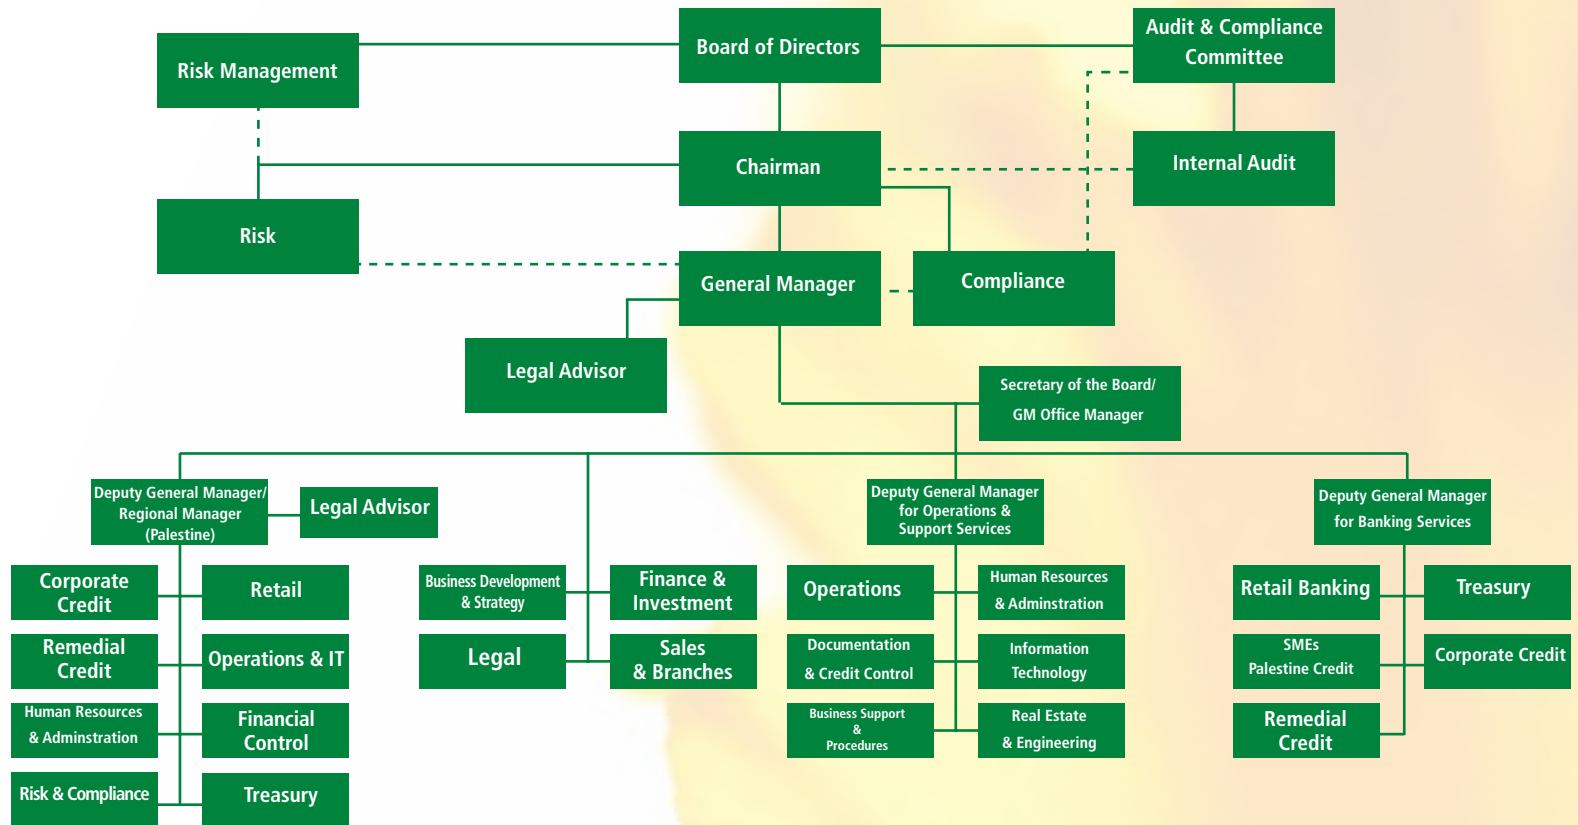 Risk Management
Board of Directors
Audit & Compliance
Committee
Chairman
Internal Audit
Risk
General Manager
Compliance
Legal Advisor
Secretary of the Board/
GM Office Manager
Deputy General Manager/
Regional Manager
(Palestine)
Legal Advisor
Deputy General Manager
for Operations &
Support Services
Deputy General Manager
for Banking Services
Corporate
Credit
Retail
Remedial
Credit
Operations & IT
Human Resources
& Adminstration
Financial
Control
Risk & Compliance
Treasury
Business Development
& Strategy
Finance &
Investment
Legal
Sales
& Branches
Operations
Human Resources
& Adminstration
Documentation
& Credit Control
Information
Technology
Business Support
&
Procedures
Real Estate
& Engineering
Retail Banking
Treasury
SMEs
Palestine Credit
Corporate Credit
Remedial
Credit